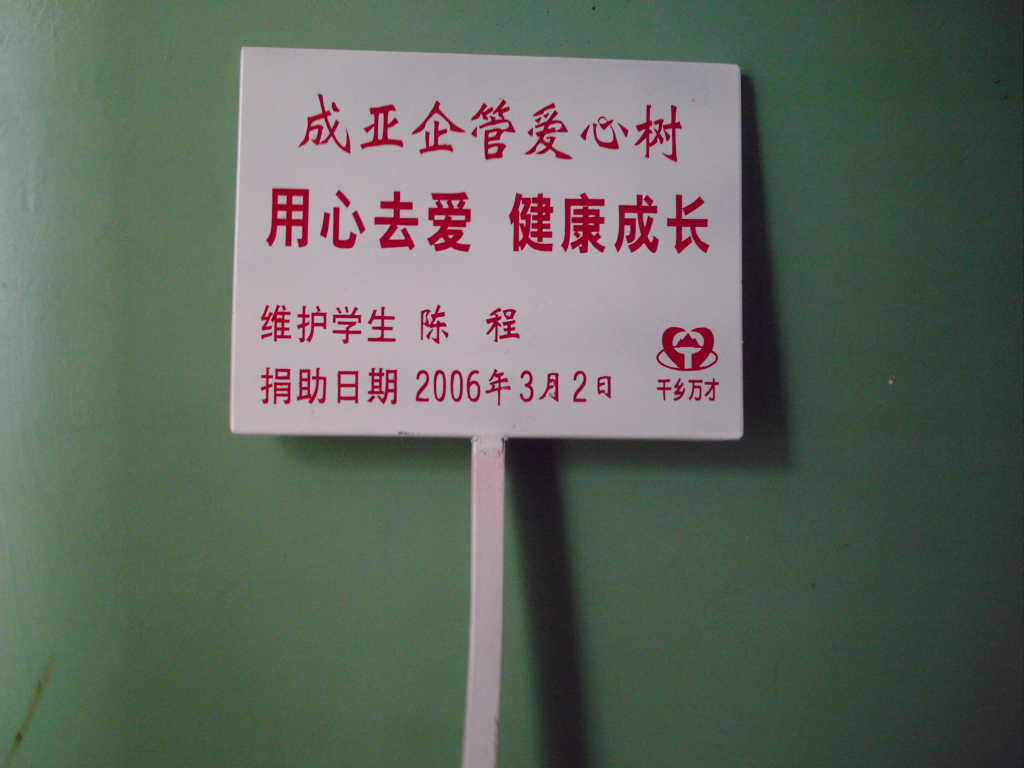 成亚企管爱心树
用心去爱 健康成长
维护学生 陈 程
捐助日期 2006年3月2日
千乡万才